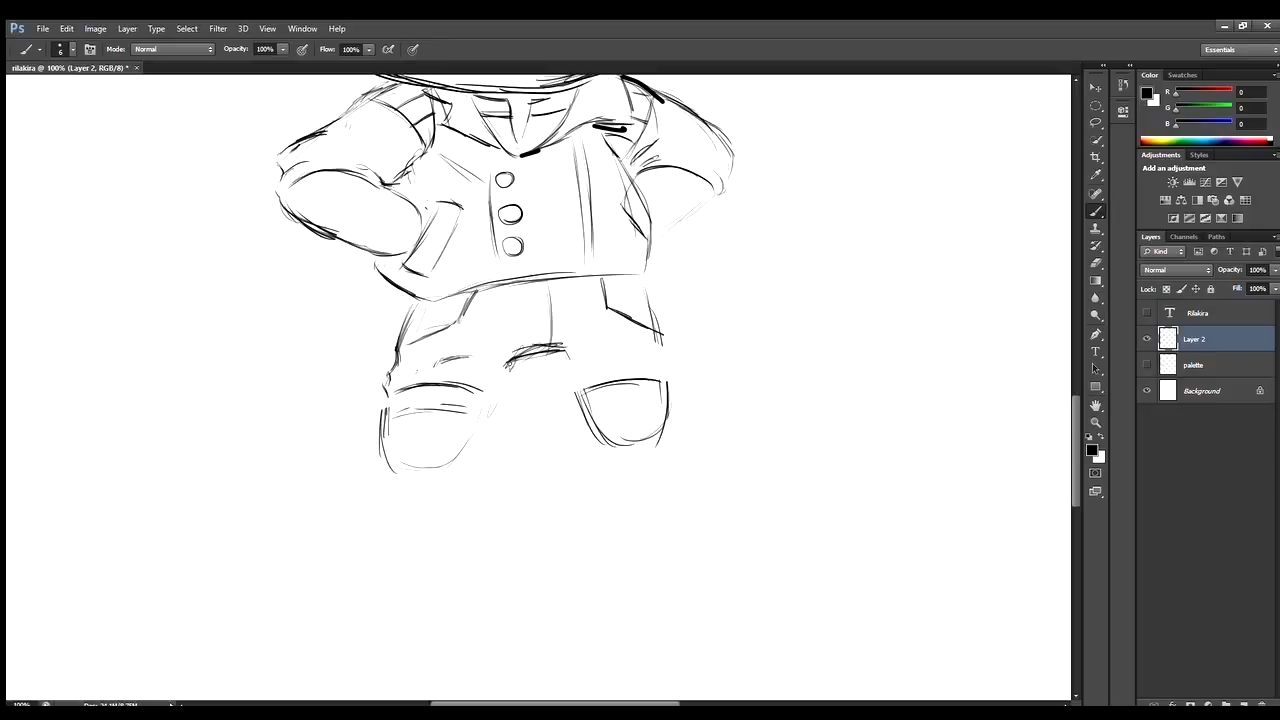 Ps File Edit Image Layer Type Select Filter 3D View Window Help
6 Mode: Normal Opacity: 100% Flow: 100% Essentials
rilakira @ 100% (Layer 2, RGB/8) * ×
Color Swatches
R 0
G 0
B 0
Adjustments Styles
Add an adjustment
Layers Channels Paths
Kind T
Normal Opacity: 100%
Lock: Fill: 100%
T Rilakira
Layer 2
palette
Background
100%